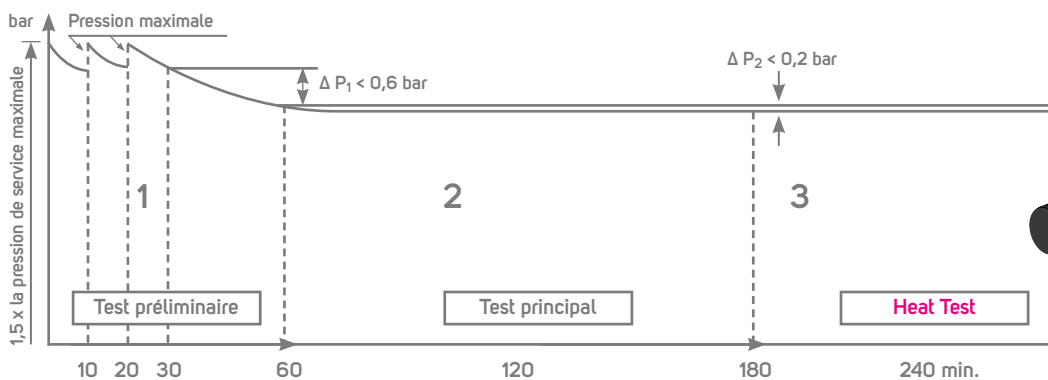 bar
Pression maximale
1,5 x la pression de service maximale
Δ P₁ < 0,6 bar
Δ P₂ < 0,2 bar
1
2
3
Test préliminaire
Test principal
Heat Test
10 20 30 60 120 180 240 min.